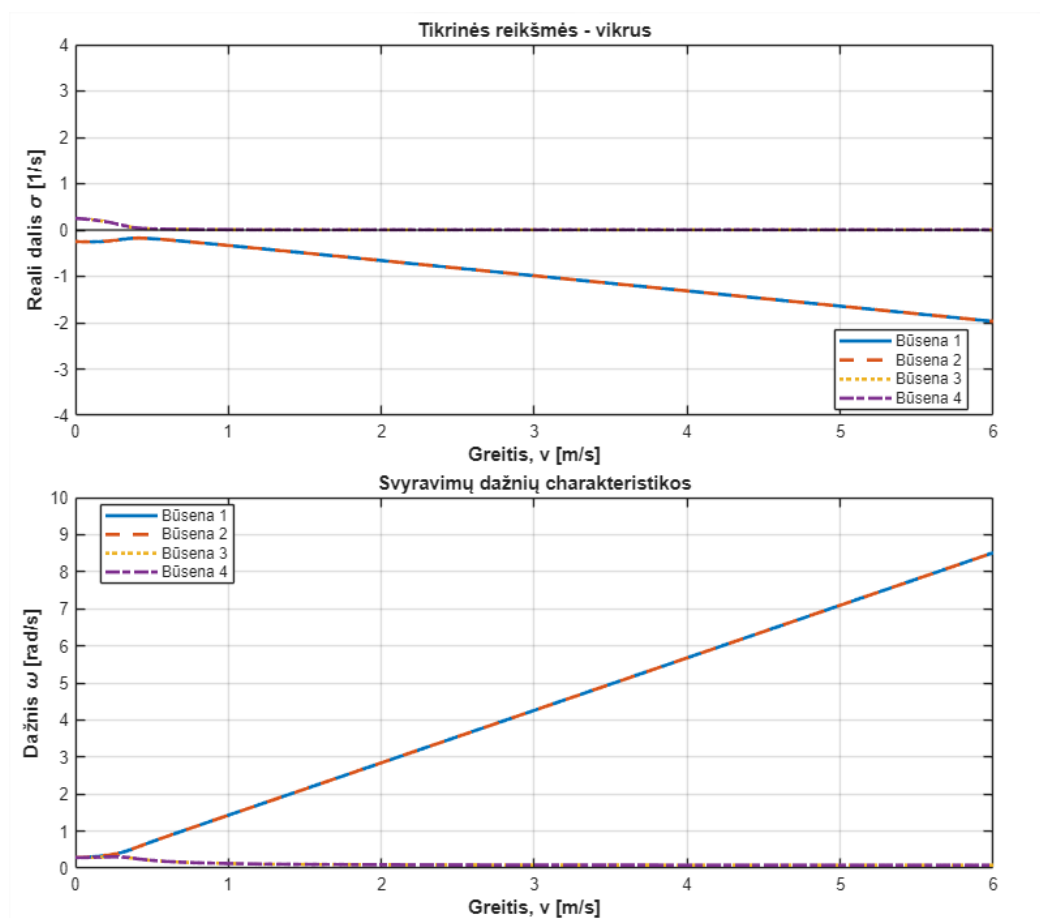 Tikrinės reikšmės - vikrus
Reali dalis σ [1/s]
4
3
2
1
0
-1
-2
-3
-4
Būsena 1
Būsena 2
Būsena 3
Būsena 4
0 1 2 3 4 5 6
Greitis, v [m/s]
Svyravimų dažnių charakteristikos
Dažnis ω [rad/s]
10
9
8
7
6
5
4
3
2
1
0
Būsena 1
Būsena 2
Būsena 3
Būsena 4
0 1 2 3 4 5 6
Greitis, v [m/s]